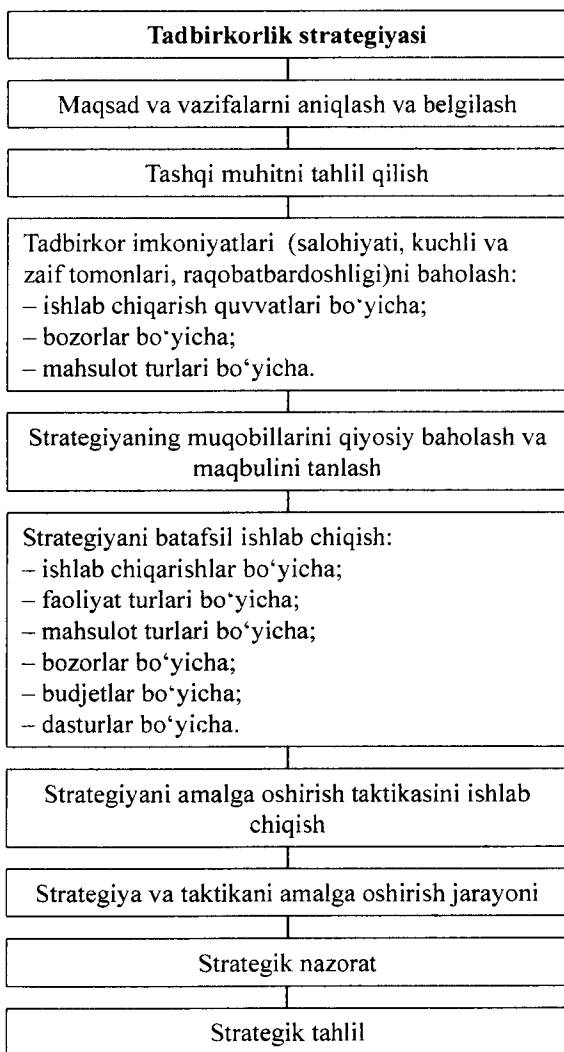 Tadbirkorlik strategiyasi
Maqsad va vazifalarni aniqlash va belgilash
Tashqi muhitni tahlil qilish
Tadbirkor imkoniyatlari (salohiyati, kuchli va
zaif tomonlari, raqobatbardoshligi)ni baholash:
– ishlab chiqarish quvvatlari bo‘yicha;
– bozorlar bo‘yicha;
– mahsulot turlari bo‘yicha.
Strategiyaning muqobillarini qiyosiy baholash va
maqbulini tanlash
Strategiyani batafsil ishlab chiqish:
– ishlab chiqarishlar bo‘yicha;
– faoliyat turlari bo‘yicha;
– mahsulot turlari bo‘yicha;
– bozorlar bo‘yicha;
– budjetlar bo‘yicha;
– dasturlar bo‘yicha.
Strategiyani amalga oshirish taktikasini ishlab
chiqish
Strategiya va taktikani amalga oshirish jarayoni
Strategik nazorat
Strategik tahlil